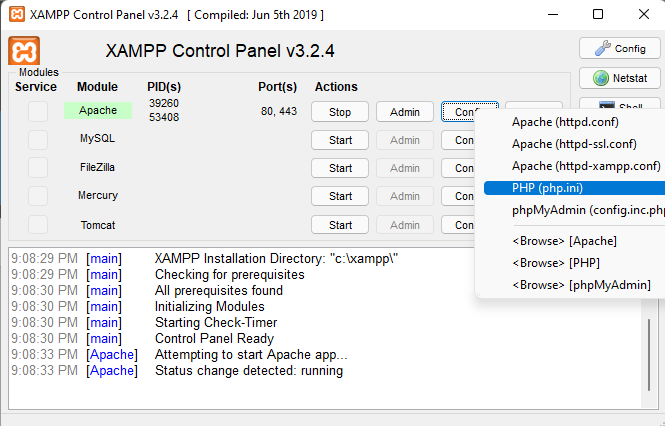 XAMPP Control Panel v3.2.4 [ Compiled: Jun 5th 2019 ]
XAMPP Control Panel v3.2.4
Config
Modules
Service Module PID(s) Port(s) Actions
Netstat
Apache 39260 53408 80, 443 Stop Admin
Shell
MySQL Start Admin
FileZilla Start Admin
Mercury Start Admin
Tomcat Start Admin
Apache (httpd.conf)
Apache (httpd-ssl.conf)
Apache (httpd-xampp.conf)
PHP (php.ini)
phpMyAdmin (config.inc.php
<Browse> [Apache]
<Browse> [PHP]
<Browse> [phpMyAdmin]
9:08:29 PM [main] XAMPP Installation Directory: "c:\xampp\"
9:08:29 PM [main] Checking for prerequisites
9:08:30 PM [main] All prerequisites found
9:08:30 PM [main] Initializing Modules
9:08:30 PM [main] Starting Check-Timer
9:08:30 PM [main] Control Panel Ready
9:08:33 PM [Apache] Attempting to start Apache app...
9:08:33 PM [Apache] Status change detected: running